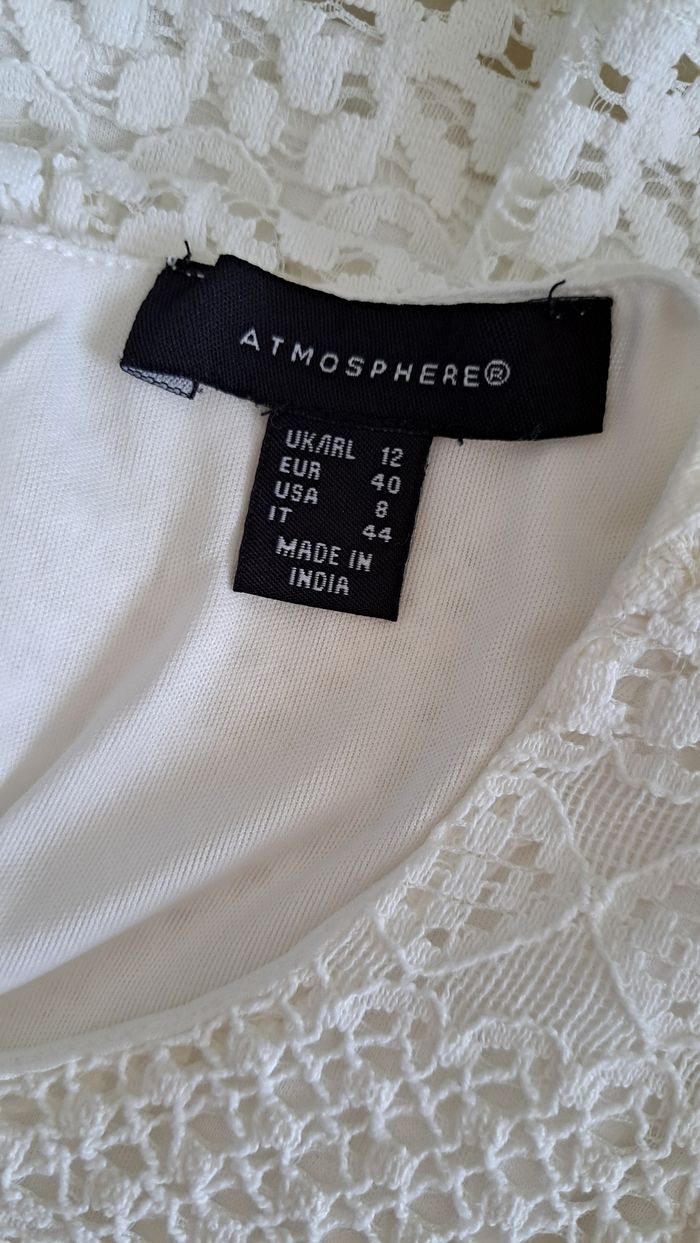 ATMOSPHERE®
UK/IRL 12
EUR 40
USA 8
IT 44
MADE IN
INDIA